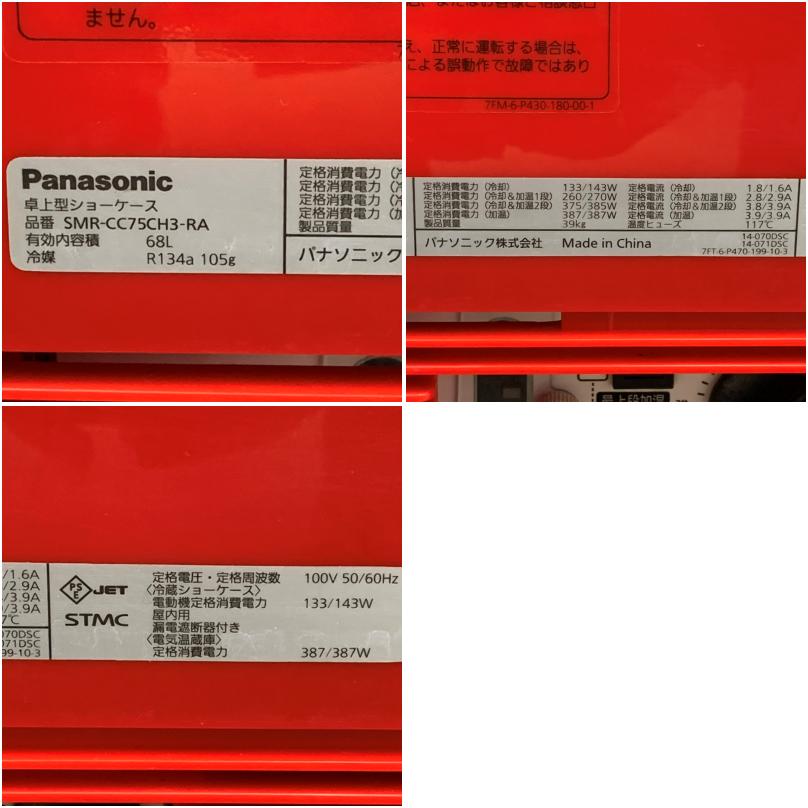 ません。
Panasonic
卓上型ショーケース
品番 SMR-CC75CH3-RA
有効内容積 68L
冷媒 R134a 105g
定格消費電力
定格消費電力
定格消費電力
定格消費電力（加
製品質量
パナソニック
え、正常に運転する場合は、
による誤動作で故障ではあり
7FM-6-P430-180-00-1
定格消費電力（冷却） 133/143W 定格電流（冷却） 1.8/1.6A
定格消費電力（冷却&加温1段） 260/270W 定格電流（冷却&加温1段） 2.8/2.9A
定格消費電力（冷却&加温2段） 375/385W 定格電流（冷却&加温2段） 3.8/3.9A
定格消費電力（加温） 387/387W 定格電流（加温） 3.9/3.9A
製品質量 39kg 温度ヒューズ 117℃
パナソニック株式会社 Made in China
14-070DSC
14-071DSC
7FT-6-P470-199-10-3
最上段加温
/1.6A
/2.9A
/3.9A
/3.9A
7℃
070DSC
071DSC
99-10-3
PSE JET
STMC
定格電圧・定格周波数 100V 50/60Hz
〈冷蔵ショーケース〉
電動機定格消費電力 133/143W
屋内用
漏電遮断器付き
〈電気温蔵庫〉
定格消費電力 387/387W